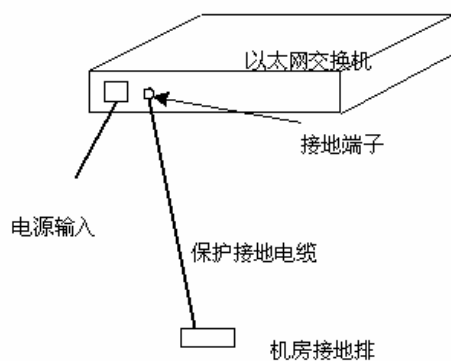 以太网交换机
接地端子
电源输入
保护接地电缆
机房接地排